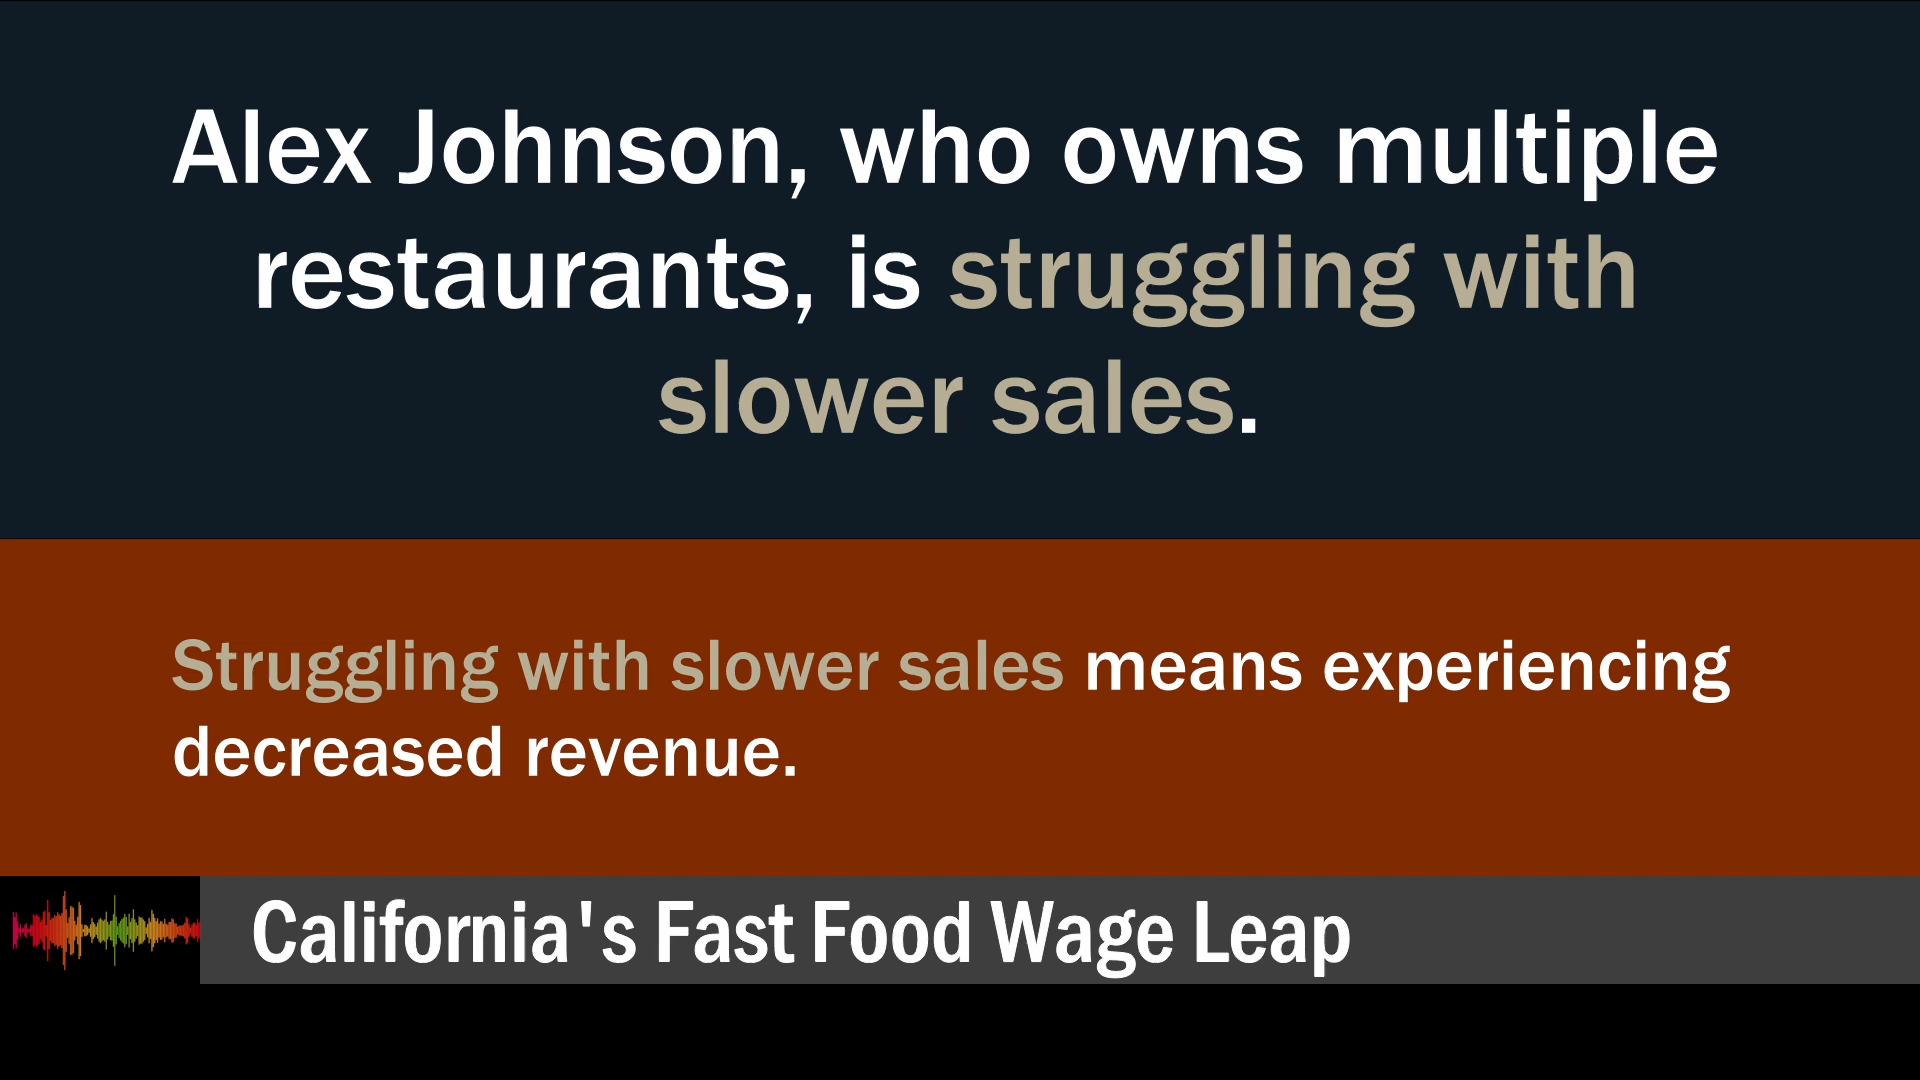 Alex Johnson, who owns multiple
restaurants, is struggling with
slower sales.
Struggling with slower sales means experiencing
decreased revenue.
California's Fast Food Wage Leap